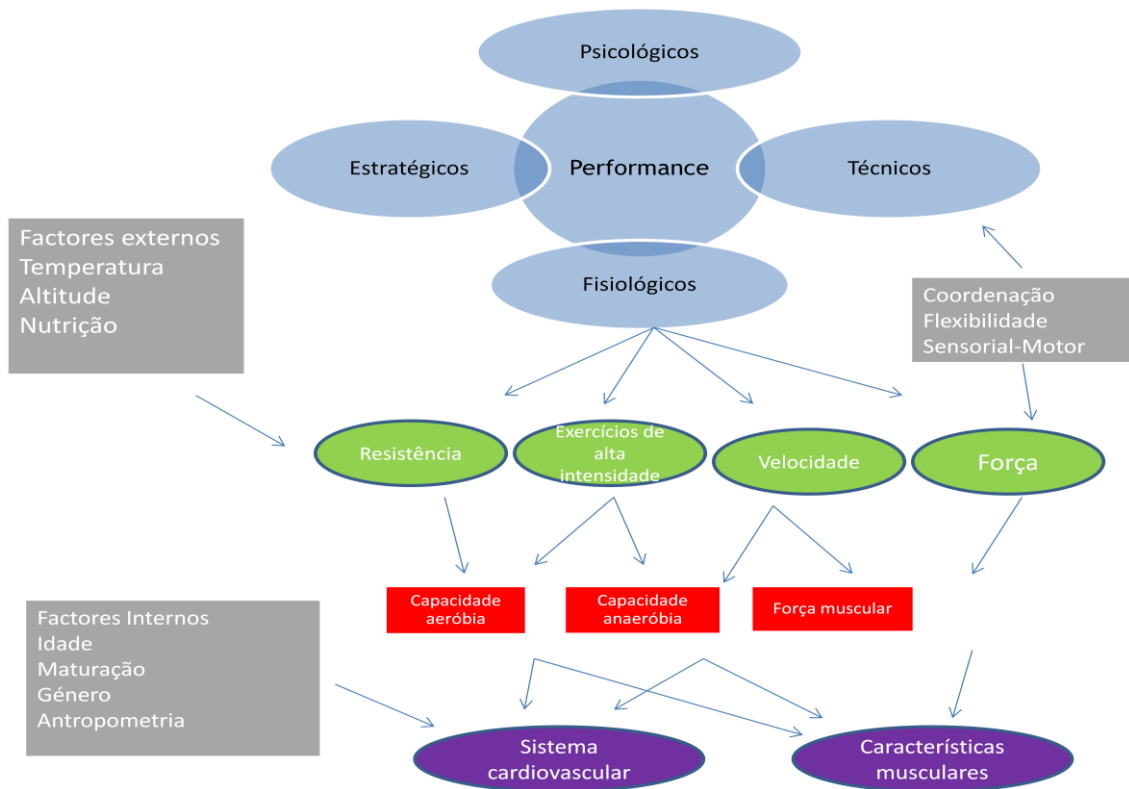 Psicológicos
Estratégicos
Performance
Técnicos
Fisiológicos
Factores externos
Temperatura
Altitude
Nutrição
Coordenação
Flexibilidade
Sensorial-Motor
Resistência
Exercícios de
alta
intensidade
Velocidade
Força
Capacidade
aeróbia
Capacidade
anaeróbia
Força muscular
Factores Internos
Idade
Maturação
Género
Antropometria
Sistema
cardiovascular
Características
musculares